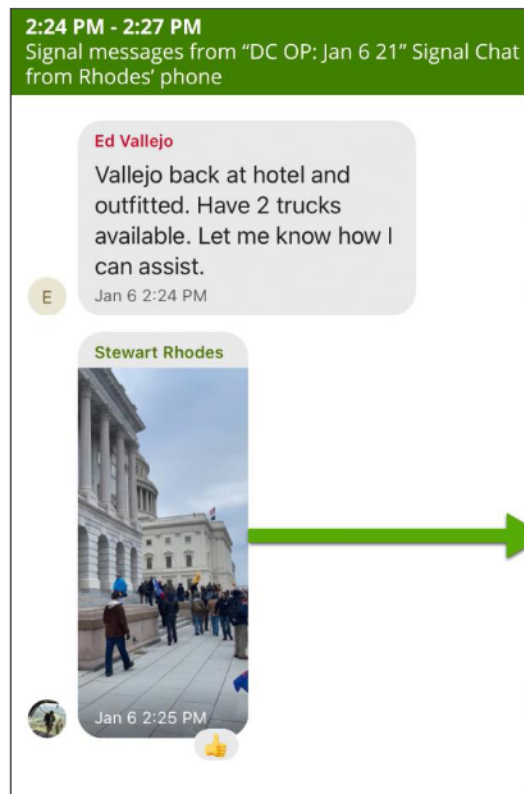 2:24 PM - 2:27 PM
Signal messages from “DC OP: Jan 6 21” Signal Chat
from Rhodes’ phone
Ed Vallejo
Vallejo back at hotel and
outfitted. Have 2 trucks
available. Let me know how I
can assist.
Jan 6 2:24 PM
E
Stewart Rhodes
Jan 6 2:25 PM